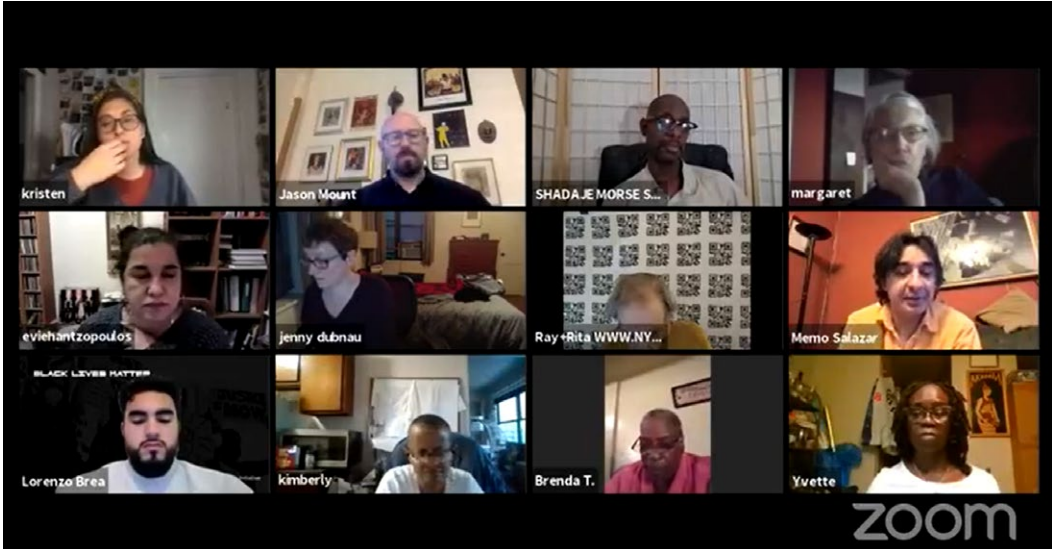 kristen
Jason Mount
SHADAJE MORSE S...
margaret
eviehantzopoulos
jenny dubnau
Ray+Rita WWW.NY...
Memo Salazar
BLACK LIVES MATTER
Lorenzo Brea
kimberly
Brenda T.
Yvette
zoom